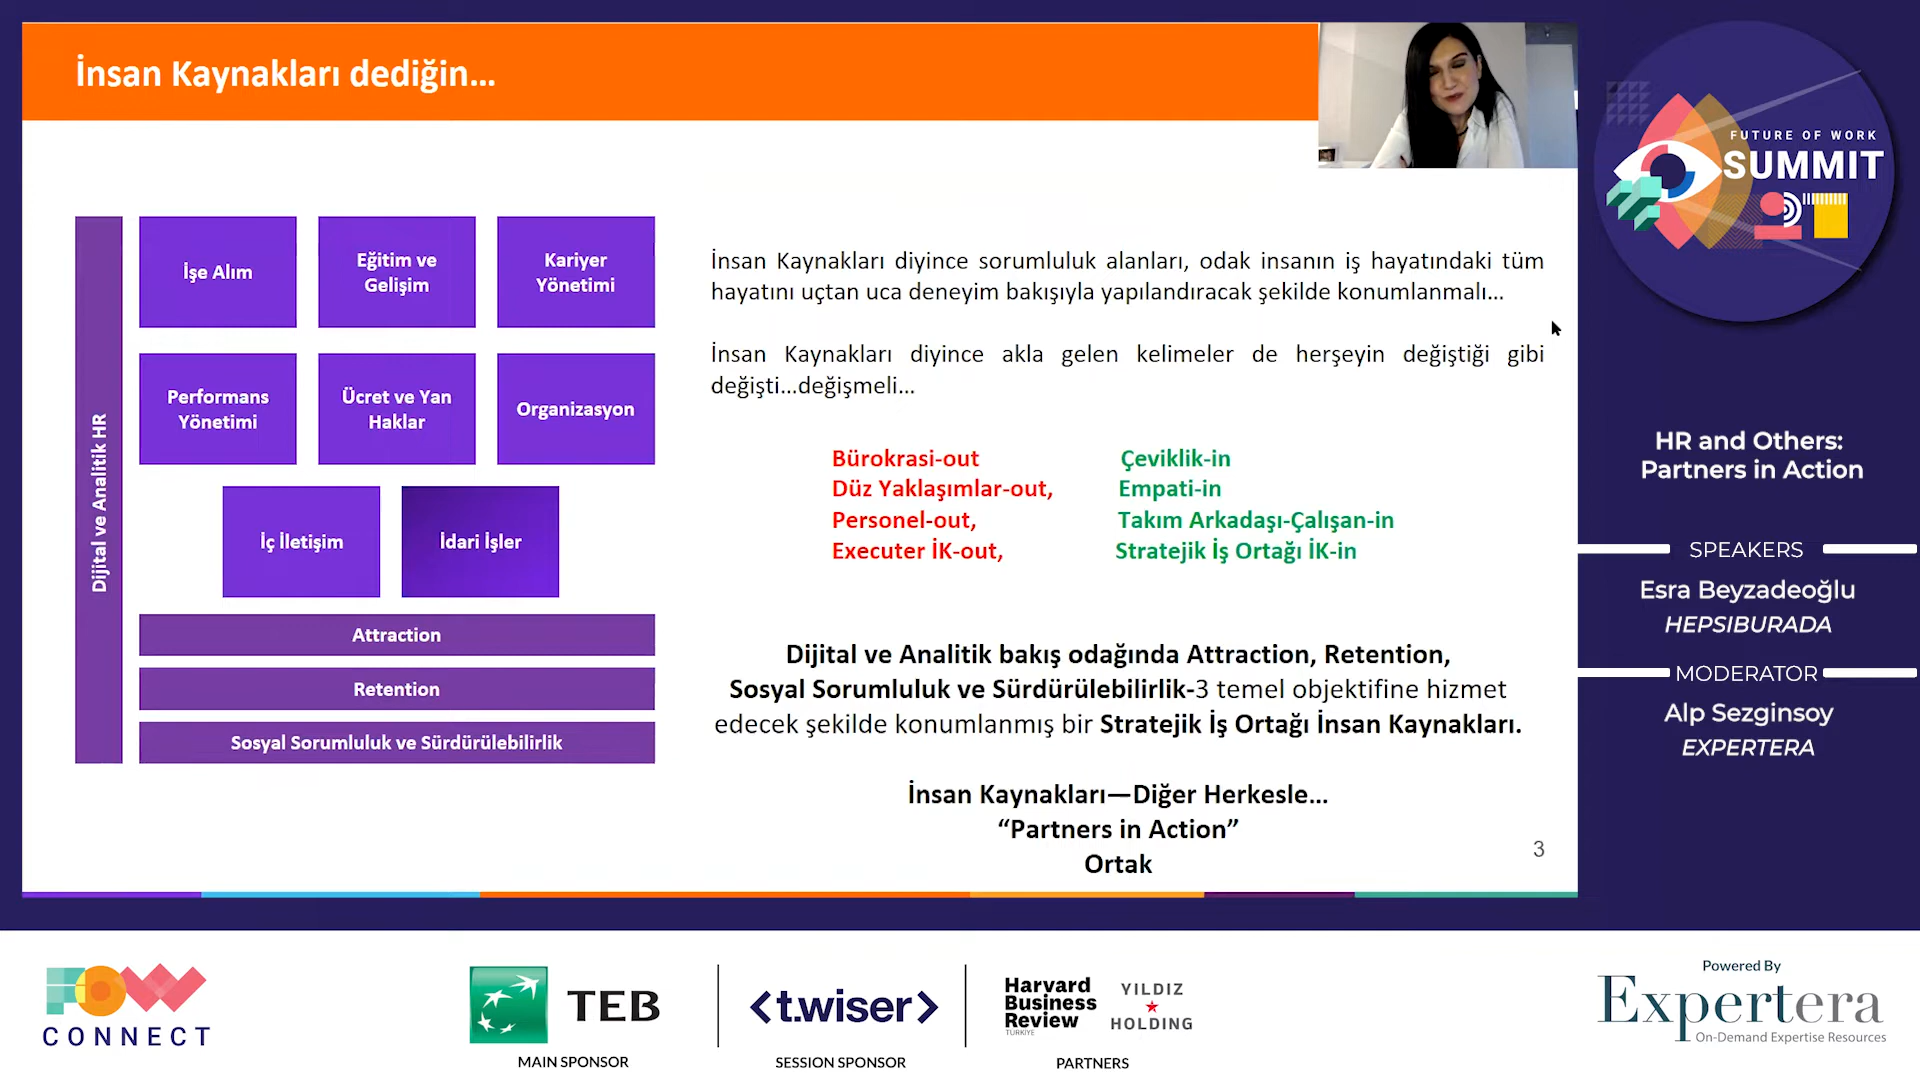 İnsan Kaynakları dediğin...
Dijital ve Analitik HR
İşe Alım
Eğitim ve
Gelişim
Kariyer
Yönetimi
Performans
Yönetimi
Ücret ve Yan
Haklar
Organizasyon
İç İletişim
İdari İşler
Attraction
Retention
Sosyal Sorumluluk ve Sürdürülebilirlik
İnsan Kaynakları diyince sorumluluk alanları, odak insanın iş hayatındaki tüm
hayatını uçtan uca deneyim bakışıyla yapılandıracak şekilde konumlanmalı...
İnsan Kaynakları diyince akla gelen kelimeler de herşeyin değiştiği gibi
değişti...değişmeli...
Bürokrasi-out Çeviklik-in
Düz Yaklaşımlar-out, Empati-in
Personel-out, Takım Arkadaşı-Çalışan-in
Executer İK-out, Stratejik İş Ortağı İK-in
Dijital ve Analitik bakış odağında Attraction, Retention,
Sosyal Sorumluluk ve Sürdürülebilirlik-3 temel objektifine hizmet
edecek şekilde konumlanmış bir Stratejik İş Ortağı İnsan Kaynakları.
İnsan Kaynakları—Diğer Herkesle...
“Partners in Action”
Ortak
3
FUTURE OF WORK
SUMMIT
HR and Others:
Partners in Action
SPEAKERS
Esra Beyzadeoğlu
HEPSIBURADA
MODERATOR
Alp Sezginsoy
EXPERTERA
FOW
CONNECT
TEB
MAIN SPONSOR
<t.wiser>
SESSION SPONSOR
Harvard
Business
Review
TÜRKİYE
YILDIZ
HOLDING
PARTNERS
Powered By
Expertera
On-Demand Expertise Resources